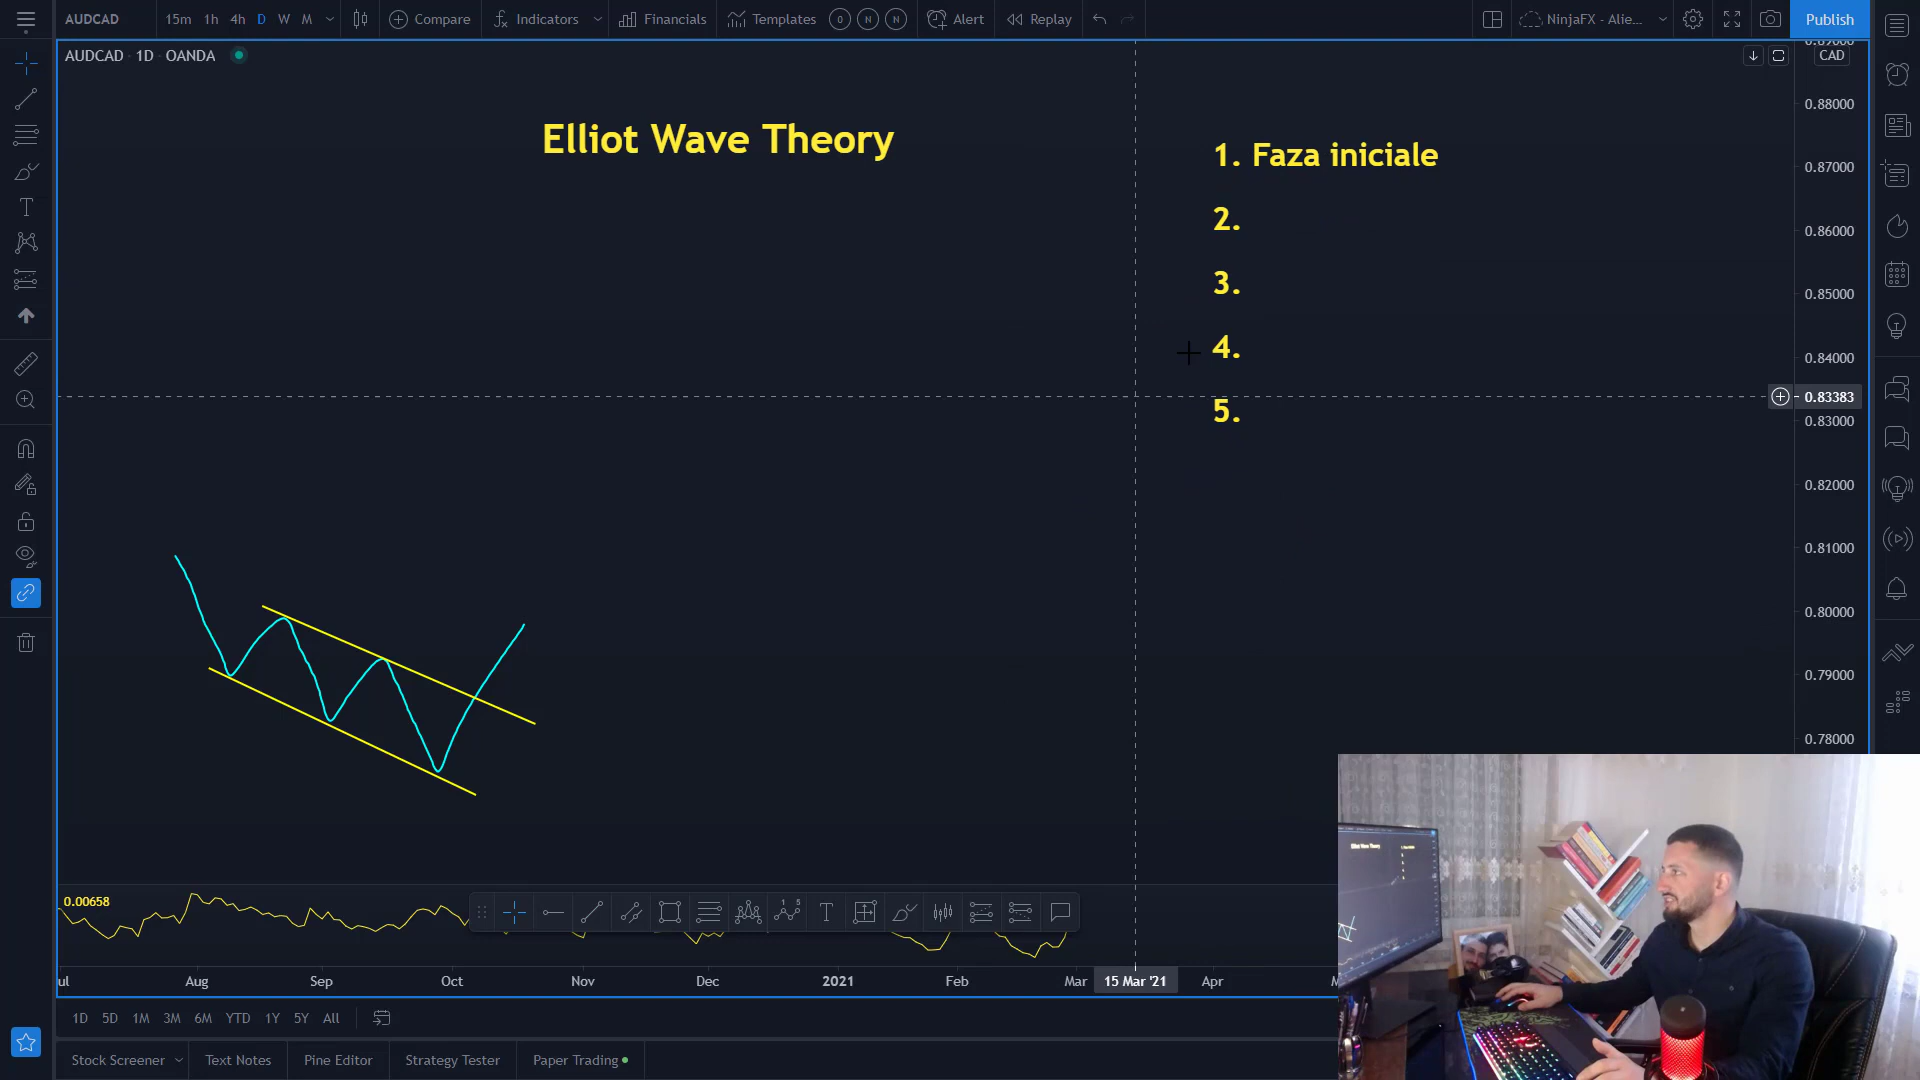 AUDCAD 15m 1h 4h D W M Compare Indicators Financials Templates O N N Alert Replay NinjaFX - Alie... Publish
AUDCAD · 1D · OANDA
CAD
Elliot Wave Theory
1. Faza iniciale
2.
3.
4.
5.
0.89000
0.88000
0.87000
0.86000
0.85000
0.84000
0.83383
0.83000
0.82000
0.81000
0.80000
0.79000
0.78000
0.00658
Aug Sep Oct Nov Dec 2021 Feb Mar 15 Mar '21 Apr
1D 5D 1M 3M 6M YTD 1Y 5Y All
Stock Screener Text Notes Pine Editor Strategy Tester Paper Trading